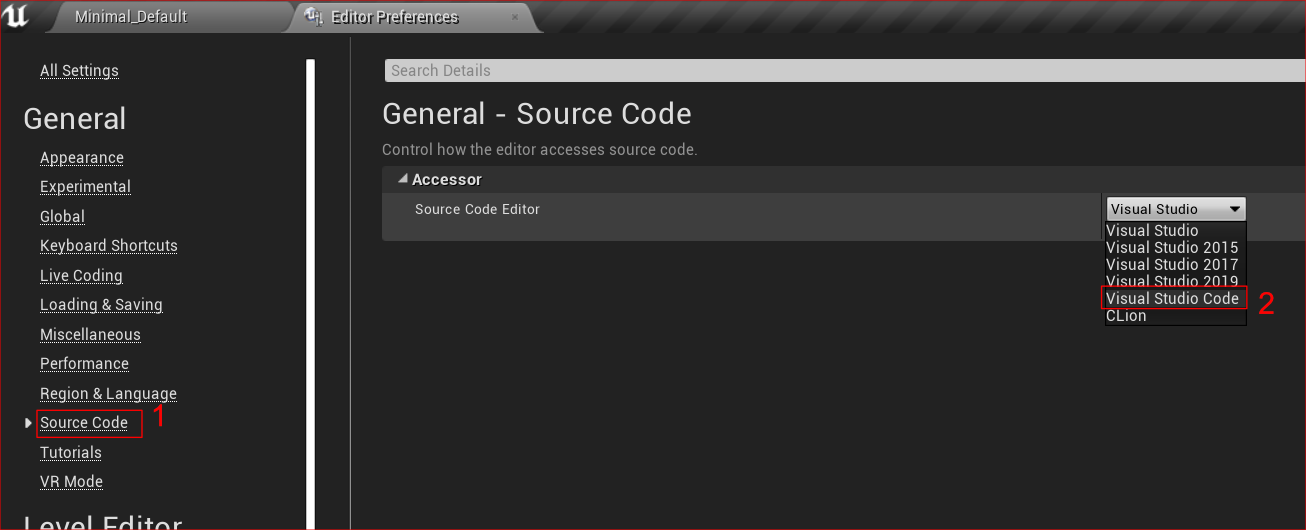 Minimal_Default
Editor Preferences
All Settings
General
Appearance
Experimental
Global
Keyboard Shortcuts
Live Coding
Loading & Saving
Miscellaneous
Performance
Region & Language
Source Code 1
Tutorials
VR Mode
Level Editor
Search Details
General - Source Code
Control how the editor accesses source code.
Accessor
Source Code Editor
Visual Studio
Visual Studio
Visual Studio 2015
Visual Studio 2017
Visual Studio 2019
Visual Studio Code 2
CLion